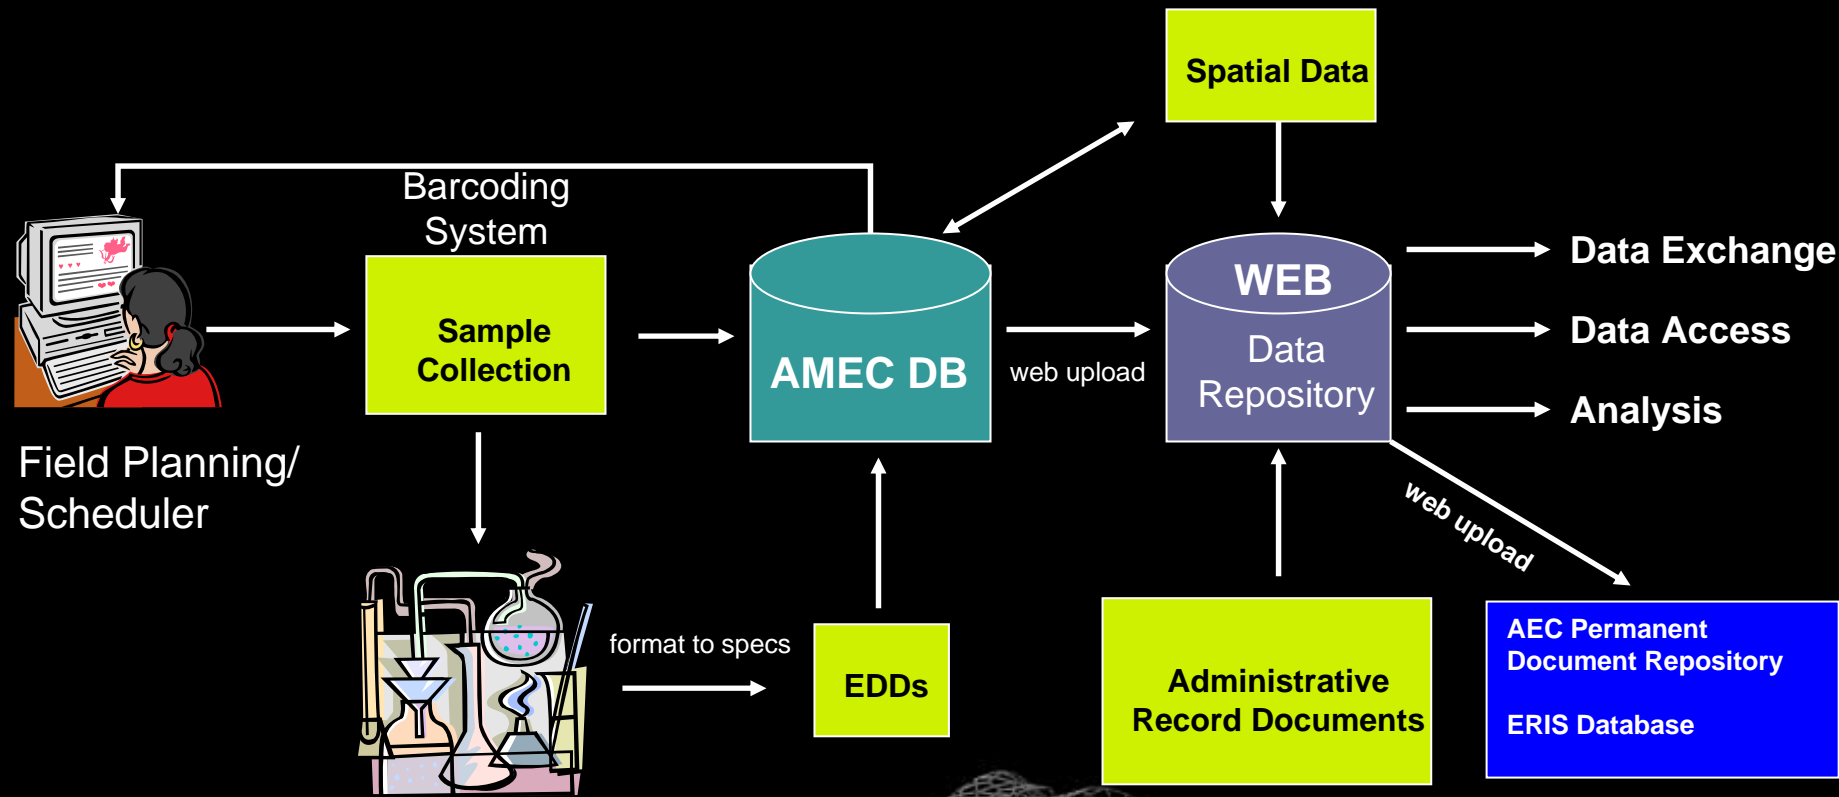 Spatial Data
Barcoding
System
Sample
Collection
AMEC DB
web upload
WEB
Data
Repository
Data Exchange
Data Access
Analysis
Field Planning/
Scheduler
format to specs
EDDs
Administrative
Record Documents
web upload
AEC Permanent
Document Repository
ERIS Database